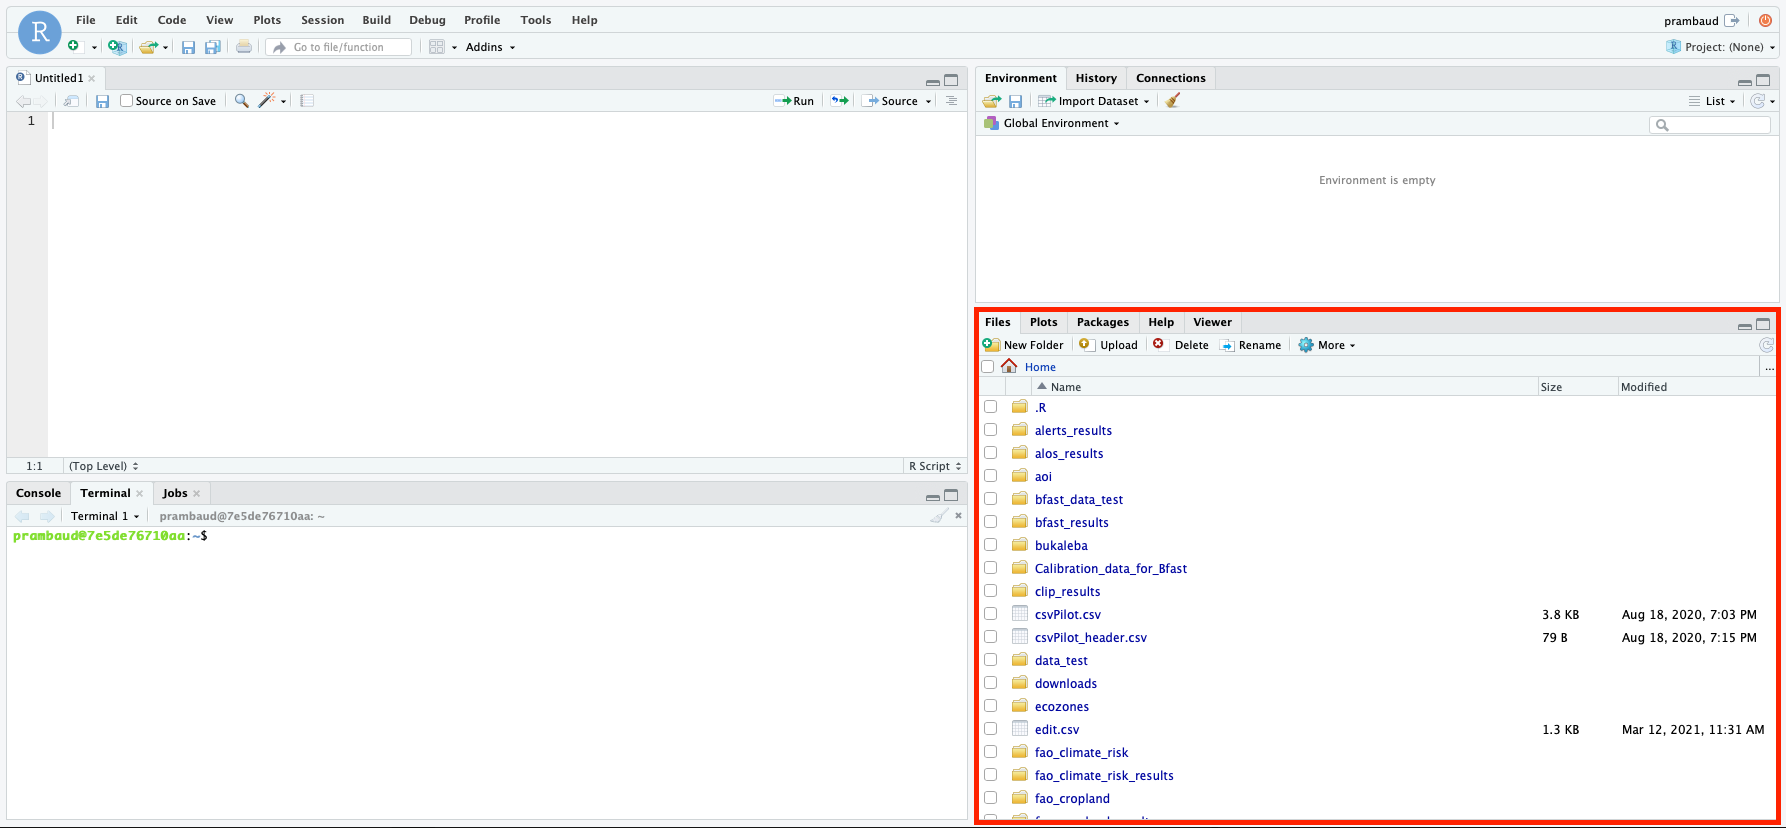 R File Edit Code View Plots Session Build Debug Profile Tools Help prambaud
Go to file/function Addins Project: (None)
Untitled1
Source on Save Run Source
1
1:1 (Top Level) R Script
Console Terminal Jobs
Terminal 1 prambaud@7e5de76710aa: ~
prambaud@7e5de76710aa:~$
Environment History Connections
Import Dataset List
Global Environment
Environment is empty
Files Plots Packages Help Viewer
New Folder Upload Delete Rename More
Home ...
Name Size Modified
.R
alerts_results
alos_results
aoi
bfast_data_test
bfast_results
bukaleba
Calibration_data_for_Bfast
clip_results
csvPilot.csv 3.8 KB Aug 18, 2020, 7:03 PM
csvPilot_header.csv 79 B Aug 18, 2020, 7:15 PM
data_test
downloads
ecozones
edit.csv 1.3 KB Mar 12, 2021, 11:31 AM
fao_climate_risk
fao_climate_risk_results
fao_cropland